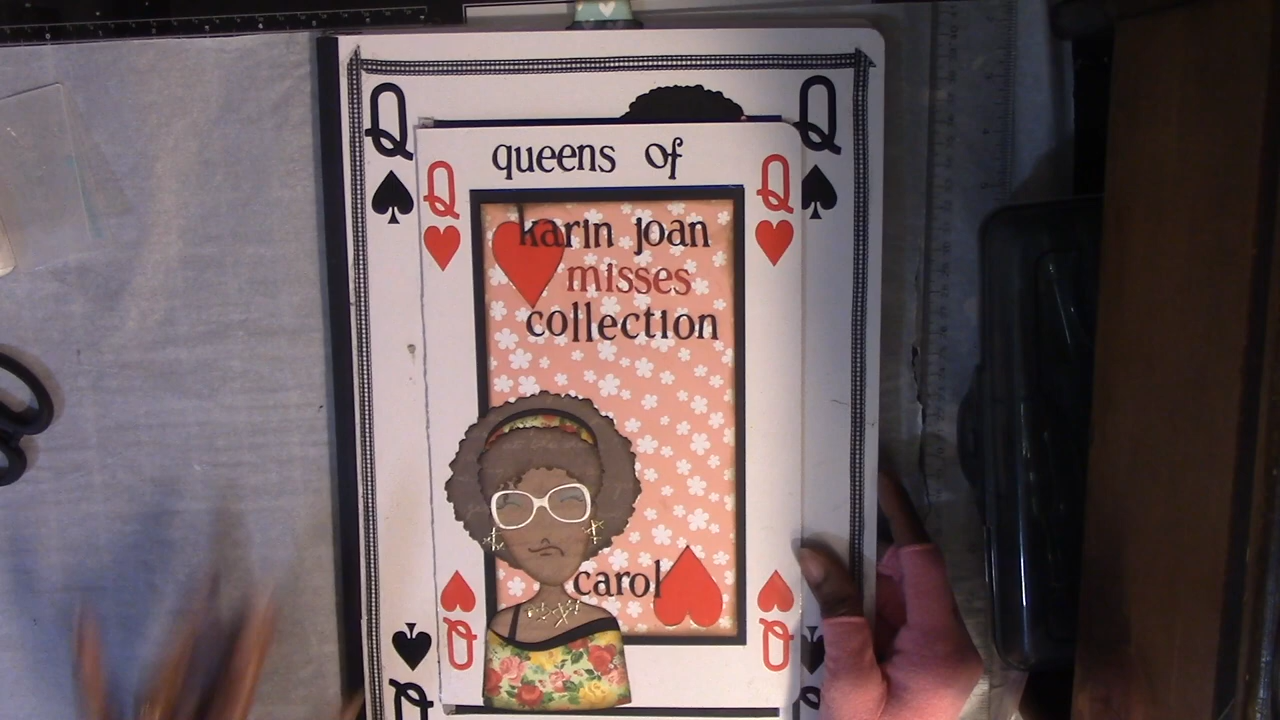 Q Q
queens of
Q Q
karin joan
misses
collection
carol
Q Q
Q